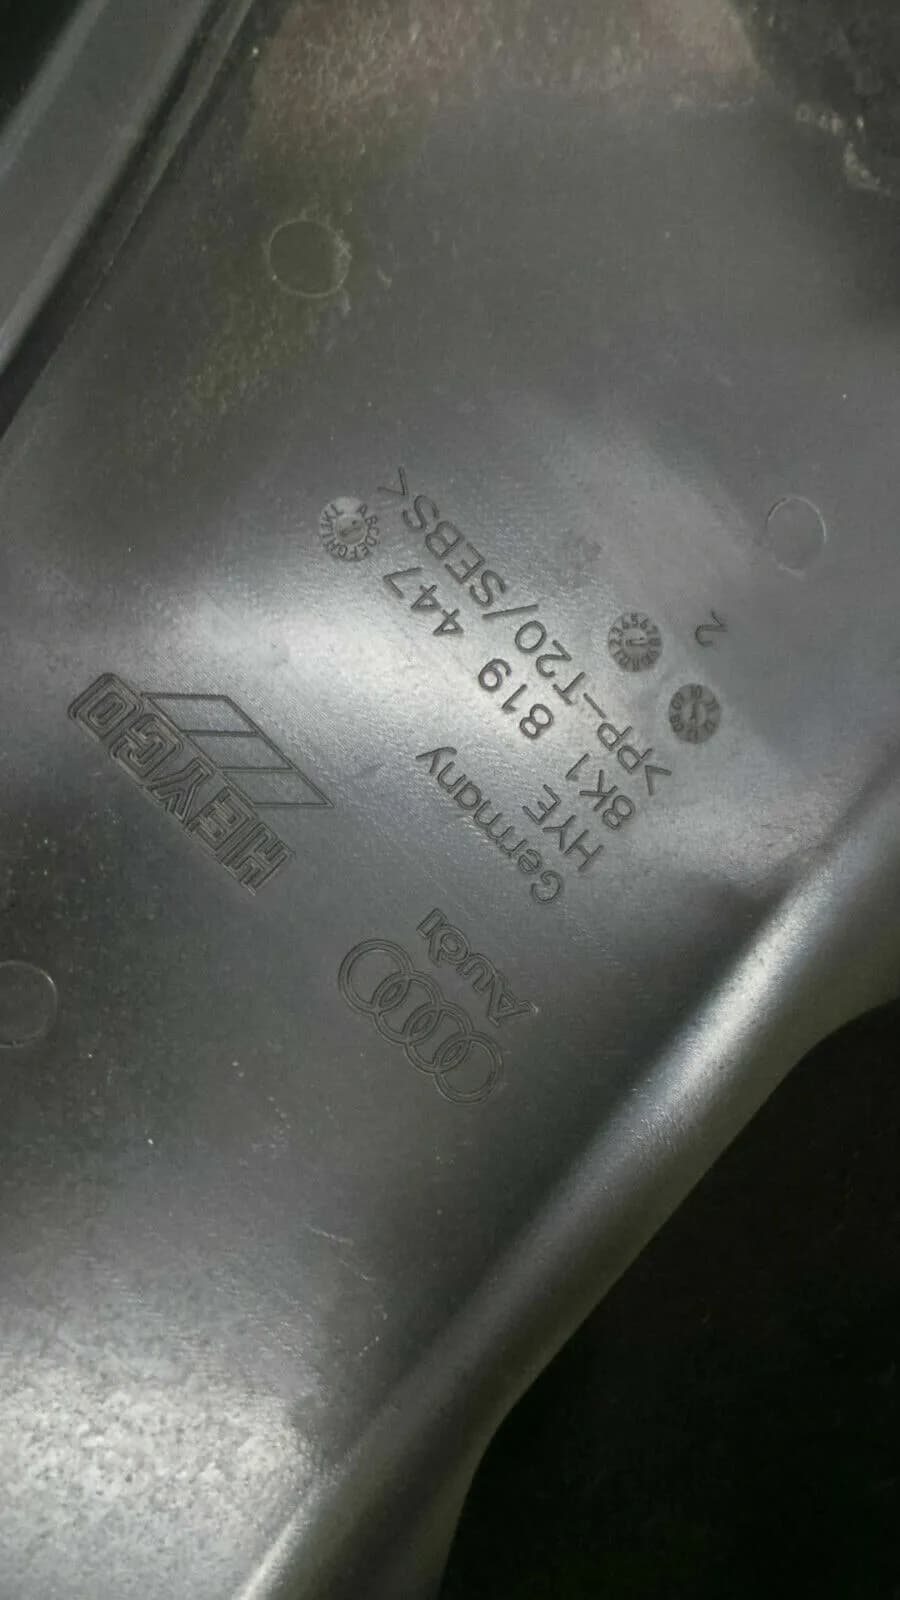 Audi
Germany
HYE
8K1 819 447
>PP-T20/SEBS<
HEYCO
2